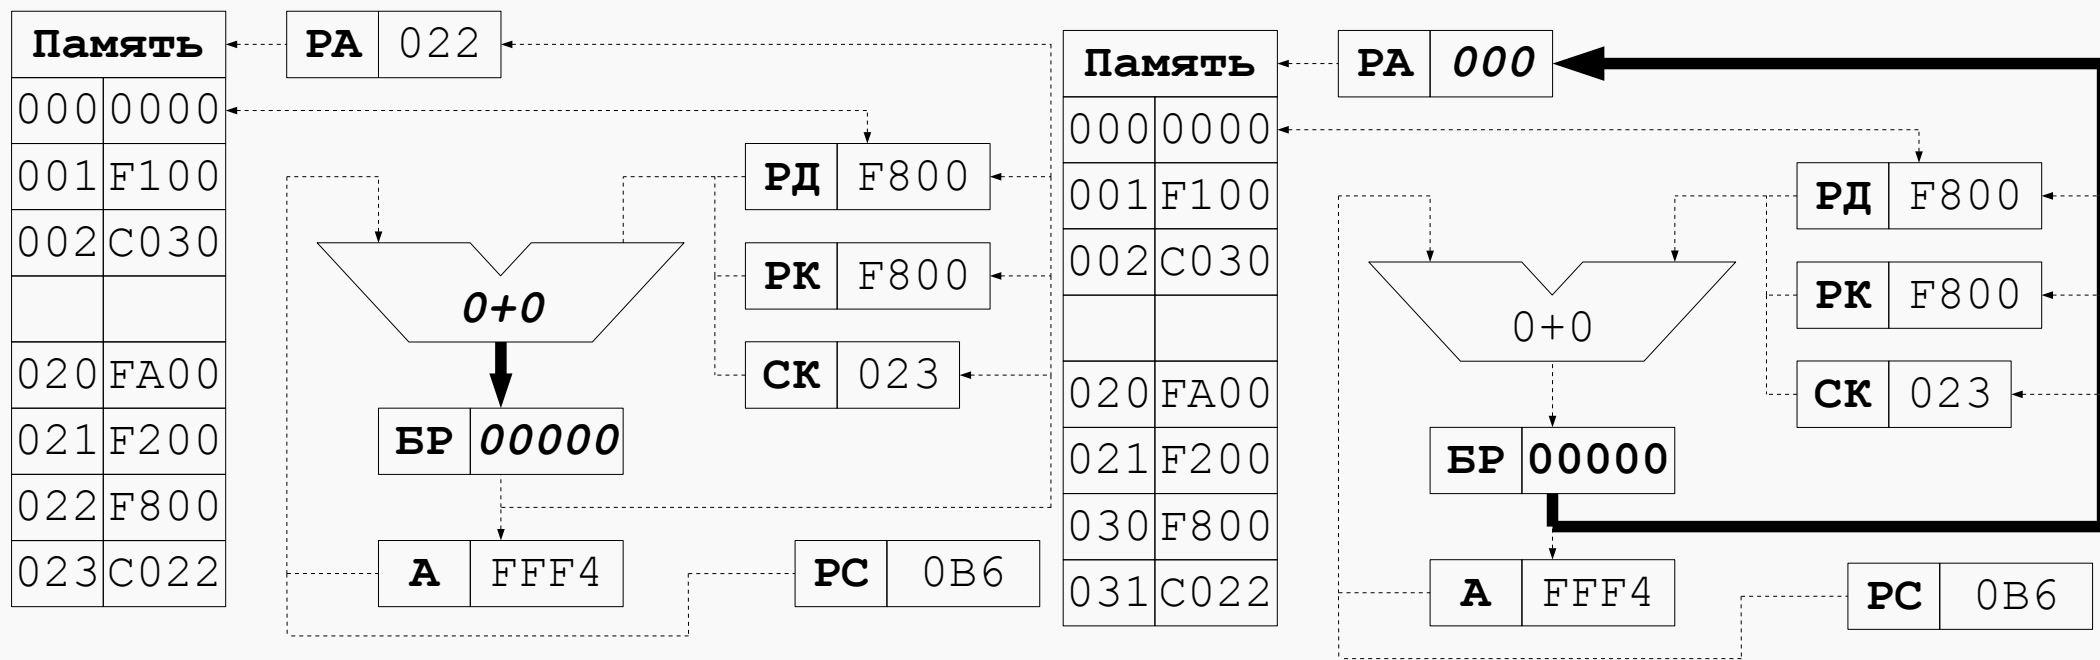 Память
РА 022
000 0000
001 F100
002 C030
020 FA00
021 F200
022 F800
023 C022
РД F800
РК F800
СК 023
0+0
БР 00000
А FFF4
РС 0B6
Память
РА 000
000 0000
001 F100
002 C030
020 FA00
021 F200
030 F800
031 C022
РД F800
РК F800
СК 023
0+0
БР 00000
А FFF4
РС 0B6